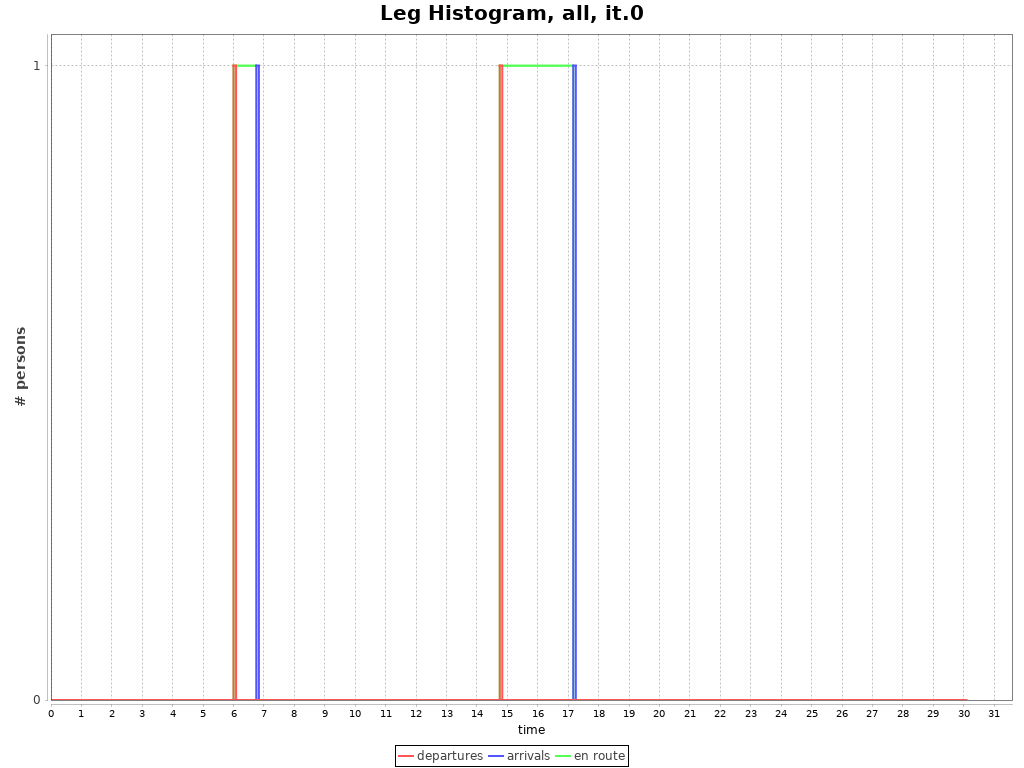 Leg Histogram, all, it.0
# persons
1
0
0 1 2 3 4 5 6 7 8 9 10 11 12 13 14 15 16 17 18 19 20 21 22 23 24 25 26 27 28 29 30 31
time
departures arrivals en route